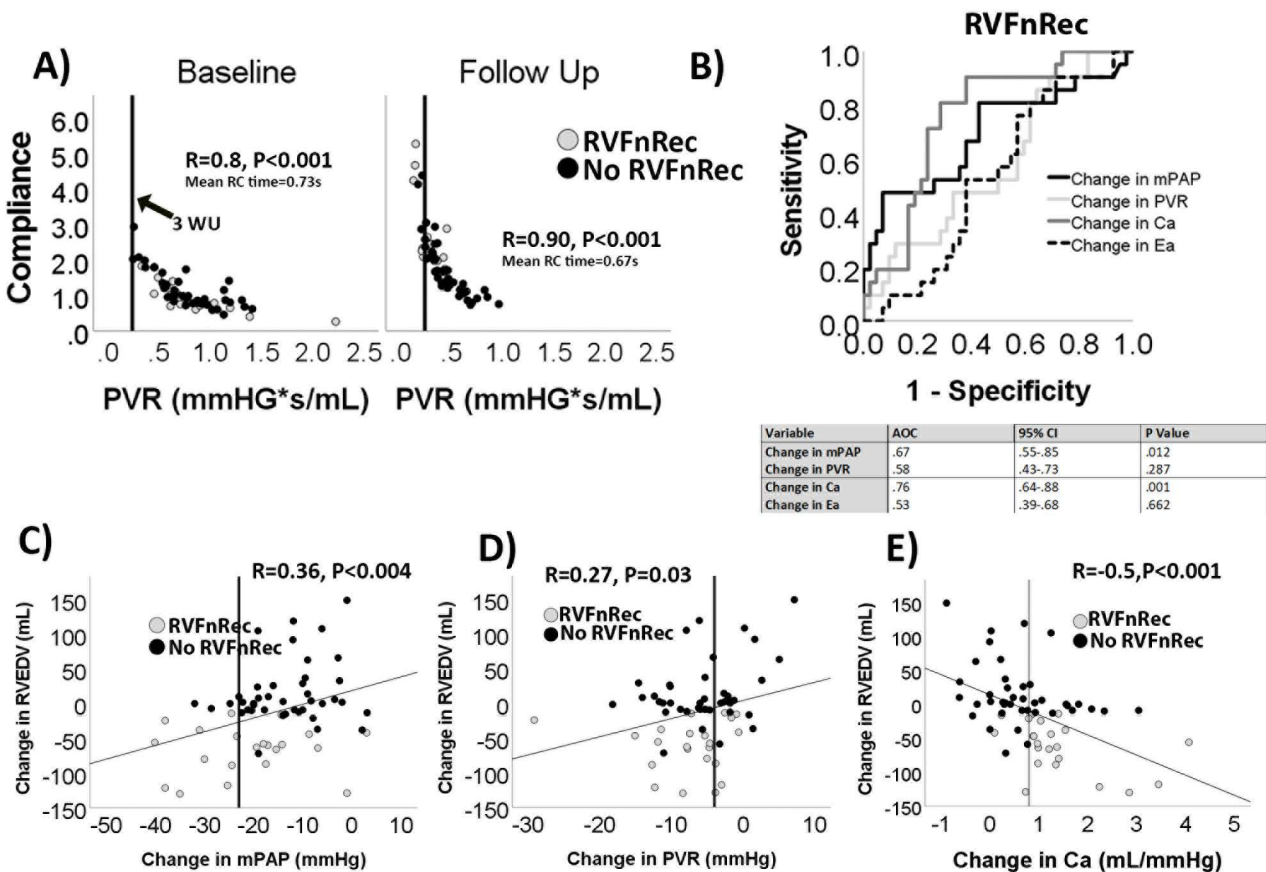 A)
Baseline
Follow Up
Compliance
6.0
5.0
4.0
3.0
2.0
1.0
.0
R=0.8, P<0.001
Mean RC time=0.73s
3 WU
RVFnRec
No RVFnRec
R=0.90, P<0.001
Mean RC time=0.67s
.0 .5 1.0 1.5 2.0 2.5
.0 .5 1.0 1.5 2.0 2.5
PVR (mmHG*s/mL)
PVR (mmHG*s/mL)
B)
RVFnRec
Sensitivity
1.0
0.8
0.6
0.4
0.2
0.0
Change in mPAP
Change in PVR
Change in Ca
Change in Ea
0.0 0.2 0.4 0.6 0.8 1.0
1 - Specificity
Variable AOC 95% CI P Value
Change in mPAP .67 .55-.85 .012
Change in PVR .58 .43-.73 .287
Change in Ca .76 .64-.88 .001
Change in Ea .53 .39-.68 .662
C)
R=0.36, P<0.004
Change in RVEDV (mL)
150
100
50
0
-50
-100
-150
RVFnRec
No RVFnRec
-50 -40 -30 -20 -10 0 10
Change in mPAP (mmHg)
D)
R=0.27, P=0.03
Change in RVEDV (mL)
150
100
50
0
-50
-100
-150
RVFnRec
No RVFnRec
-30 -20 -10 0 10
Change in PVR (mmHg)
E)
R=-0.5,P<0.001
Change in RVEDV (mL)
150
100
50
0
-50
-100
-150
RVFnRec
No RVFnRec
-1 0 1 2 3 4 5
Change in Ca (mL/mmHg)